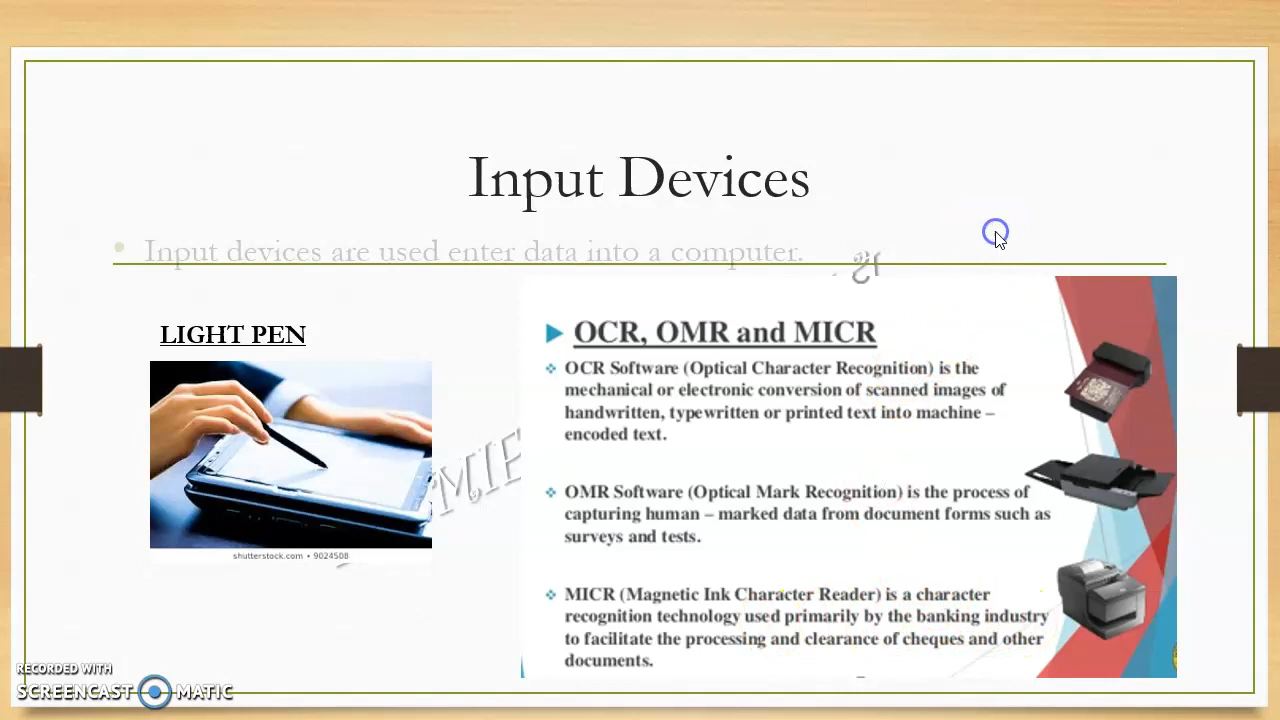 Input Devices
• Input devices are used enter data into a computer.
LIGHT PEN
shutterstock.com • 9024508
OCR, OMR and MICR
OCR Software (Optical Character Recognition) is the
mechanical or electronic conversion of scanned images of
handwritten, typewritten or printed text into machine –
encoded text.
OMR Software (Optical Mark Recognition) is the process of
capturing human – marked data from document forms such as
surveys and tests.
MICR (Magnetic Ink Character Reader) is a character
recognition technology used primarily by the banking industry
to facilitate the processing and clearance of cheques and other
documents.
RECORDED WITH
SCREENCAST MATIC